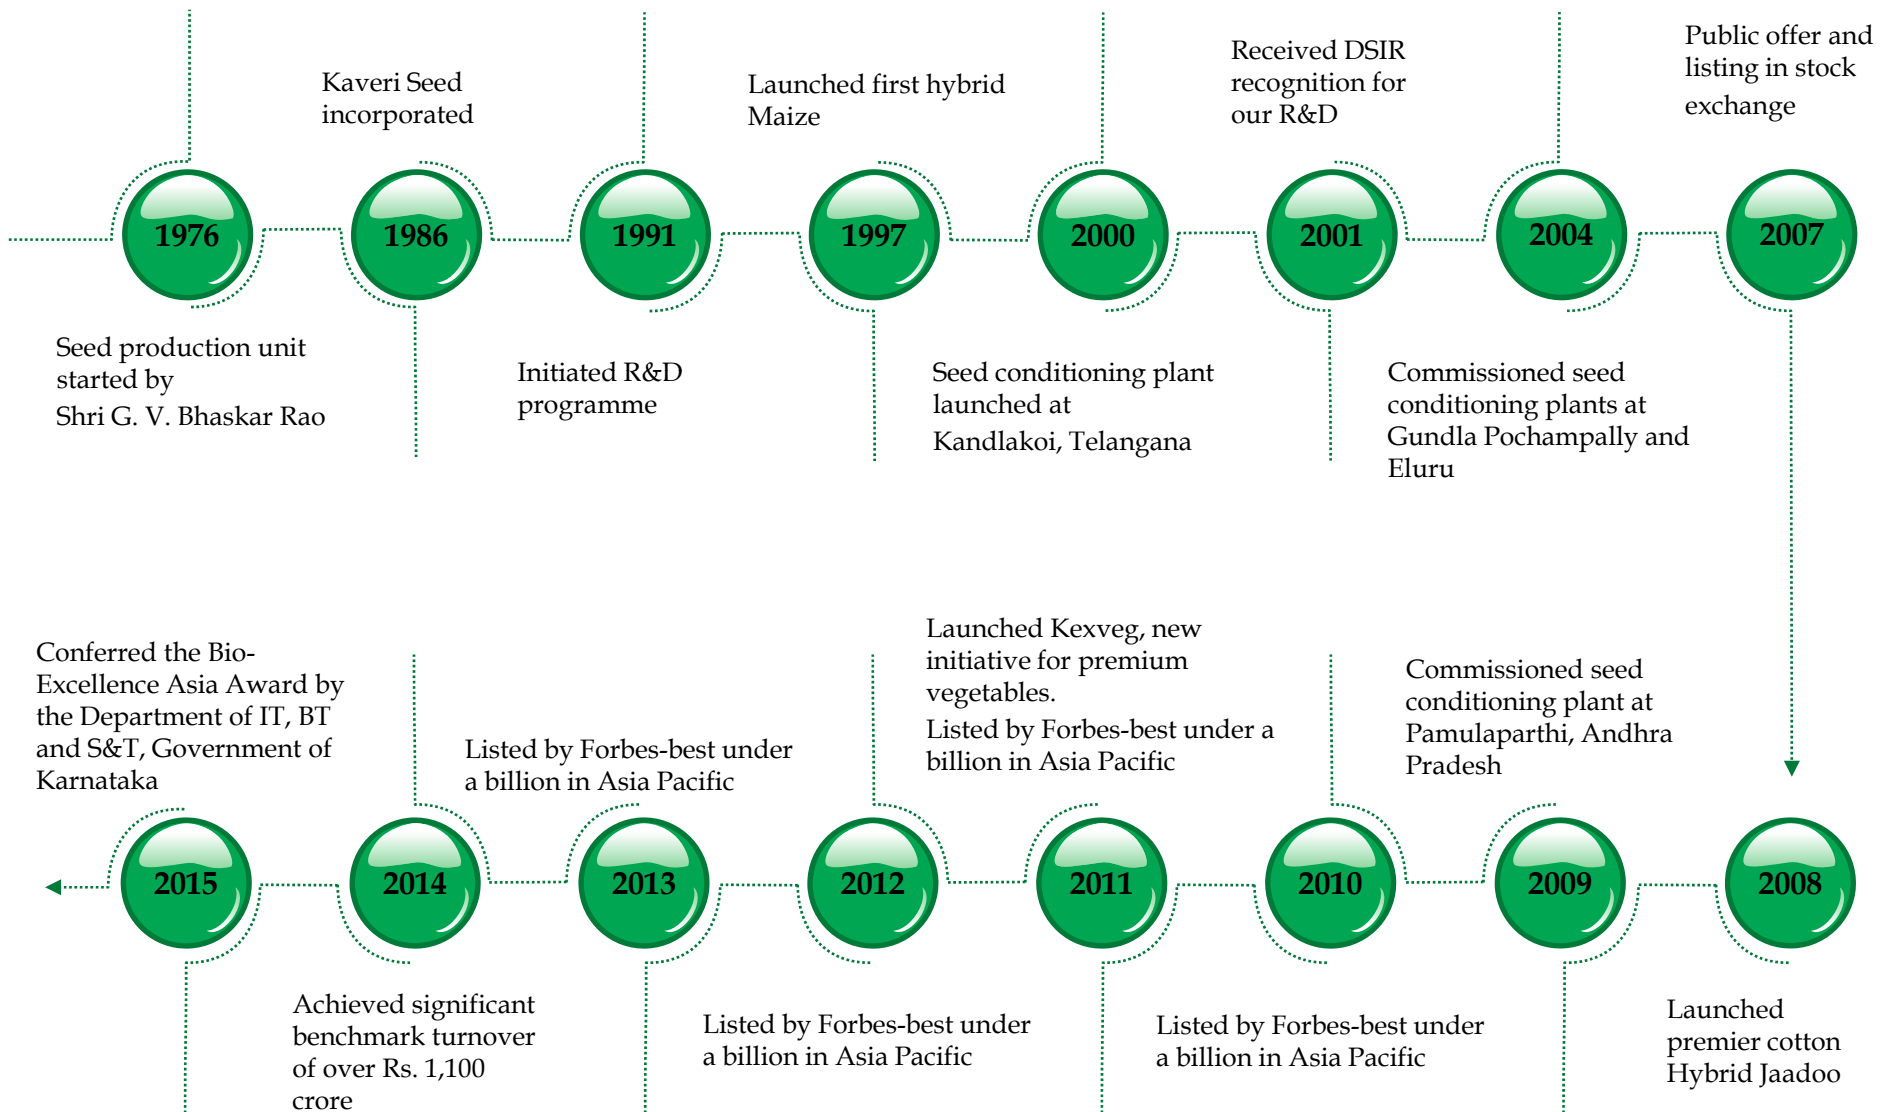 1976
Seed production unit
started by
Shri G. V. Bhaskar Rao
Kaveri Seed
incorporated
1986
1991
Initiated R&D
programme
Launched first hybrid
Maize
1997
2000
Seed conditioning plant
launched at
Kandlakoi, Telangana
Received DSIR
recognition for
our R&D
2001
2004
Commissioned seed
conditioning plants at
Gundla Pochampally and
Eluru
Public offer and
listing in stock
exchange
2007
2008
Launched
premier cotton
Hybrid Jaadoo
Commissioned seed
conditioning plant at
Pamulaparthi, Andhra
Pradesh
2009
2010
Listed by Forbes-best under
a billion in Asia Pacific
Launched Kexveg, new
initiative for premium
vegetables.
Listed by Forbes-best under a
billion in Asia Pacific
2011
2012
Listed by Forbes-best under
a billion in Asia Pacific
Listed by Forbes-best under
a billion in Asia Pacific
2013
2014
Achieved significant
benchmark turnover
of over Rs. 1,100
crore
Conferred the Bio-
Excellence Asia Award by
the Department of IT, BT
and S&T, Government of
Karnataka
2015